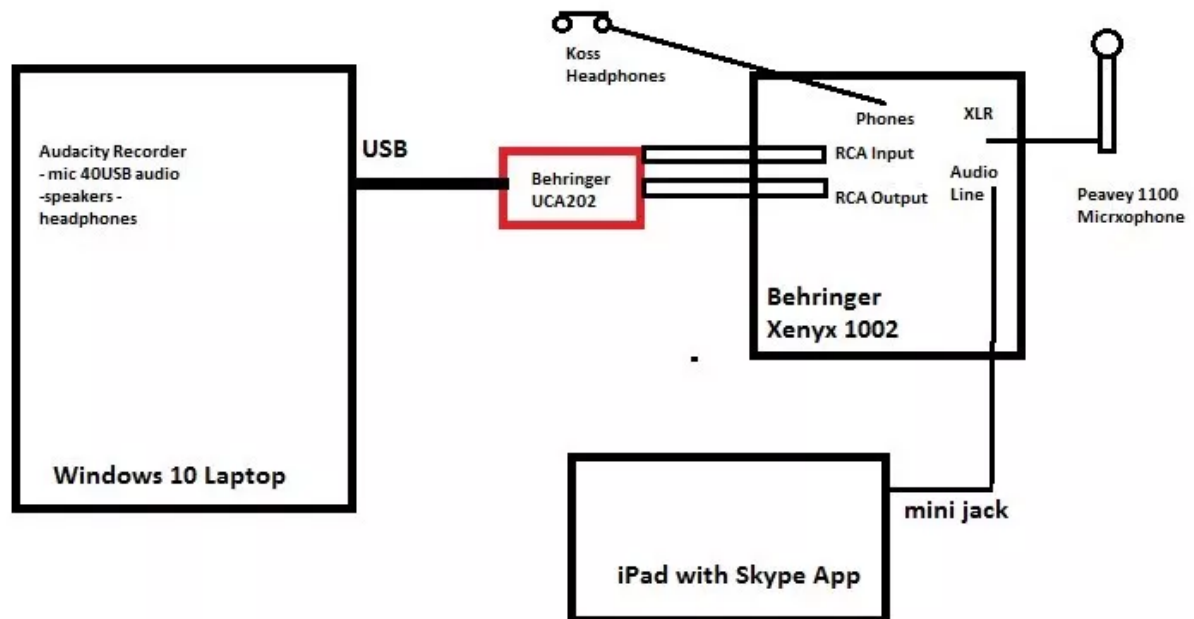 Koss
Headphones
Phones
XLR
USB
Audacity Recorder
- mic 40USB audio
-speakers -
headphones
Behringer
UCA202
RCA Input
Audio
Line
RCA Output
Peavey 1100
Micrxophone
Behringer
Xenyx 1002
Windows 10 Laptop
mini jack
iPad with Skype App